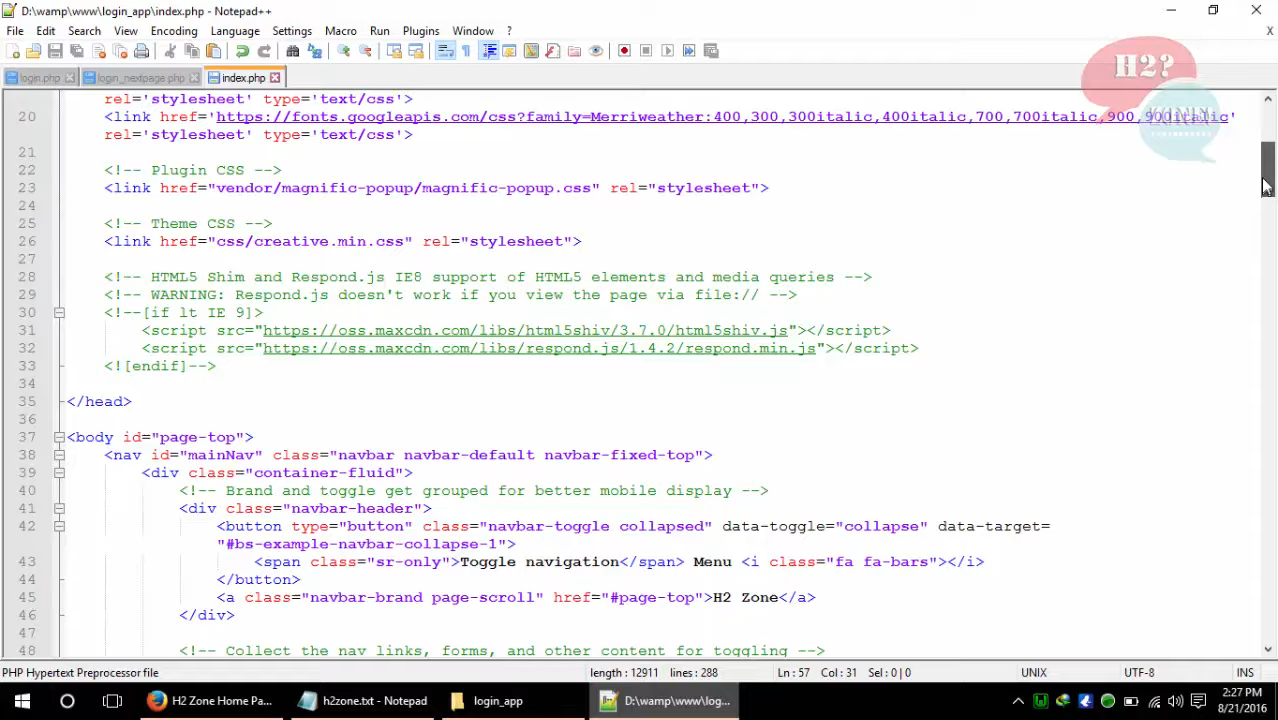 D:\wamp\www\login_app\index.php - Notepad++
File Edit Search View Encoding Language Settings Macro Run Plugins Window ?
X
login.php login_nextpage.php index.php
H2?
rel='stylesheet' type='text/css'>
20 <link href='https://fonts.googleapis.com/css?family=Merriweather:400,300,300italic,400italic,700,700italic,900,900italic'
rel='stylesheet' type='text/css'>
21
22 <!-- Plugin CSS -->
23 <link href="vendor/magnific-popup/magnific-popup.css" rel="stylesheet">
24
25 <!-- Theme CSS -->
26 <link href="css/creative.min.css" rel="stylesheet">
27
28 <!-- HTML5 Shim and Respond.js IE8 support of HTML5 elements and media queries -->
29 <!-- WARNING: Respond.js doesn't work if you view the page via file:// -->
30 <!--[if lt IE 9]>
31 <script src="https://oss.maxcdn.com/libs/html5shiv/3.7.0/html5shiv.js"></script>
32 <script src="https://oss.maxcdn.com/libs/respond.js/1.4.2/respond.min.js"></script>
33 <![endif]-->
34
35 </head>
36
37 <body id="page-top">
38 <nav id="mainNav" class="navbar navbar-default navbar-fixed-top">
39 <div class="container-fluid">
40 <!-- Brand and toggle get grouped for better mobile display -->
41 <div class="navbar-header">
42 <button type="button" class="navbar-toggle collapsed" data-toggle="collapse" data-target=
"#bs-example-navbar-collapse-1">
43 <span class="sr-only">Toggle navigation</span> Menu <i class="fa fa-bars"></i>
44 </button>
45 <a class="navbar-brand page-scroll" href="#page-top">H2 Zone</a>
46 </div>
47
48 <!-- Collect the nav links, forms, and other content for toggling -->
PHP Hypertext Preprocessor file length : 12911 lines : 288 Ln : 57 Col : 31 Sel : 0 | 0 UNIX UTF-8 INS
H2 Zone Home Pa... h2zone.txt - Notepad login_app D:\wamp\www\log... 2:27 PM
8/21/2016